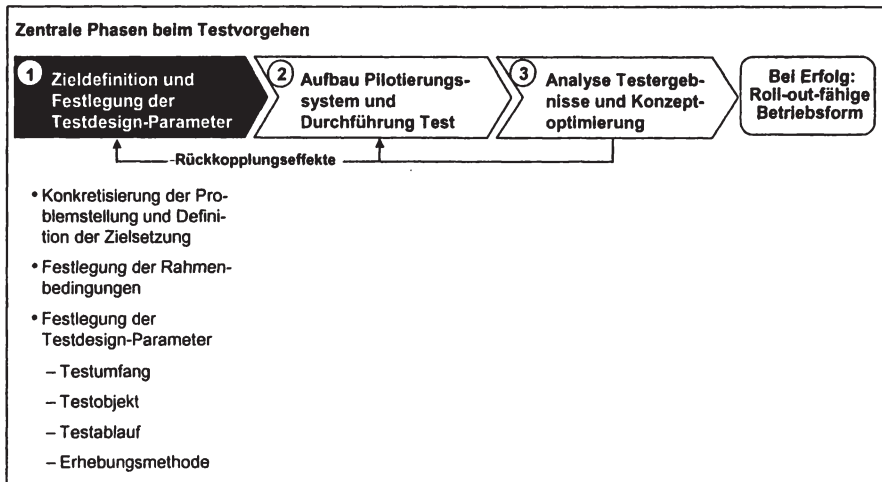 Zentrale Phasen beim Testvorgehen
1
Zieldefinition und
Festlegung der
Testdesign-Parameter
2
Aufbau Pilotierungs-
system und
Durchführung Test
3
Analyse Testergeb-
nisse und Konzept-
optimierung
Bei Erfolg:
Roll-out-fähige
Betriebsform
-Rückkopplungseffekte
• Konkretisierung der Pro-
blemstellung und Defini-
tion der Zielsetzung
• Festlegung der Rahmen-
bedingungen
• Festlegung der
Testdesign-Parameter
– Testumfang
– Testobjekt
– Testablauf
– Erhebungsmethode